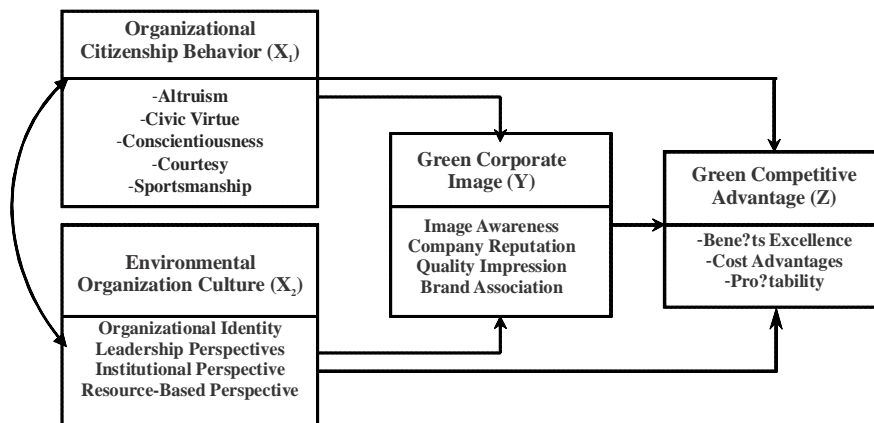 Organizational
Citizenship Behavior (X₁)
-Altruism
-Civic Virtue
-Conscientiousness
-Courtesy
-Sportsmanship
Environmental
Organization Culture (X₂)
Organizational Identity
Leadership Perspectives
Institutional Perspective
Resource-Based Perspective
Green Corporate
Image (Y)
Image Awareness
Company Reputation
Quality Impression
Brand Association
Green Competitive
Advantage (Z)
-Bene?ts Excellence
-Cost Advantages
-Pro?tability